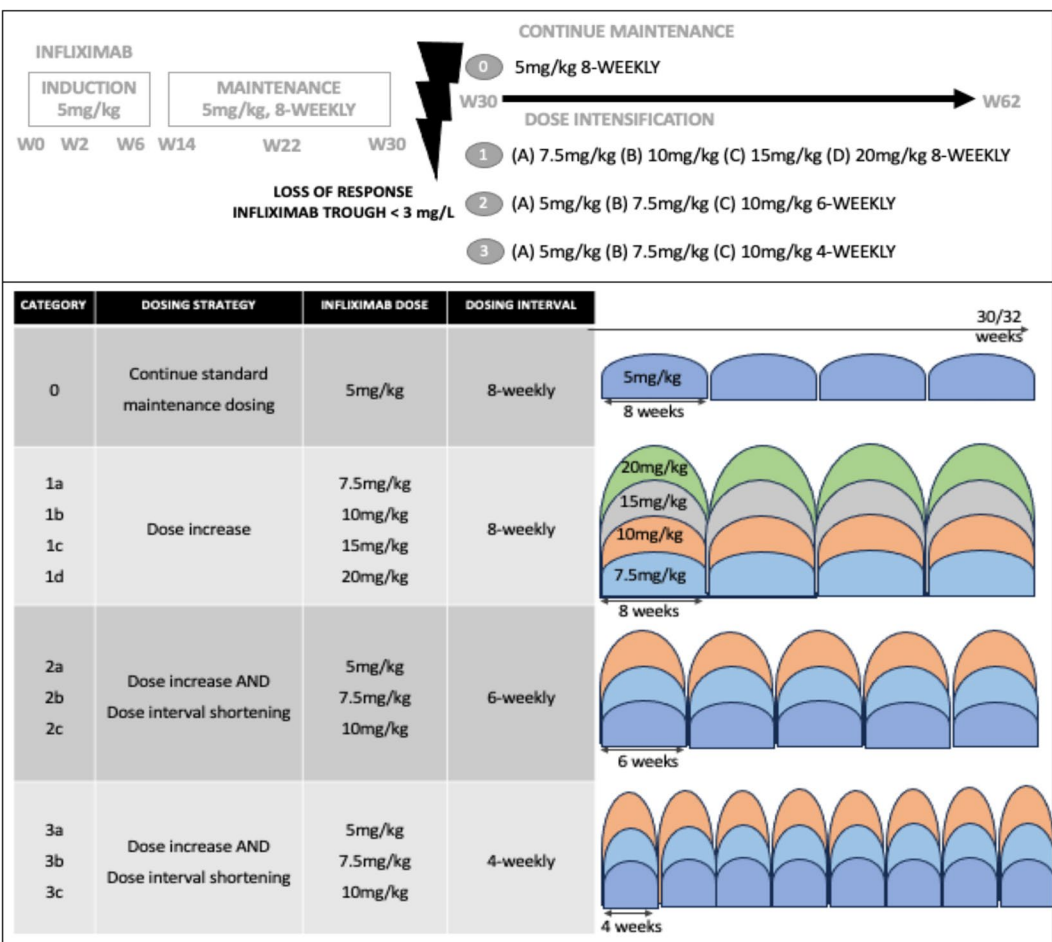 CONTINUE MAINTENANCE
INFLIXIMAB
0 5mg/kg 8-WEEKLY
INDUCTION
5mg/kg
MAINTENANCE
5mg/kg, 8-WEEKLY
W30 W62
DOSE INTENSIFICATION
W0 W2 W6 W14 W22 W30
1 (A) 7.5mg/kg (B) 10mg/kg (C) 15mg/kg (D) 20mg/kg 8-WEEKLY
LOSS OF RESPONSE
INFLIXIMAB TROUGH < 3 mg/L
2 (A) 5mg/kg (B) 7.5mg/kg (C) 10mg/kg 6-WEEKLY
3 (A) 5mg/kg (B) 7.5mg/kg (C) 10mg/kg 4-WEEKLY
CATEGORY DOSING STRATEGY INFLIXIMAB DOSE DOSING INTERVAL
30/32
weeks
0
Continue standard
maintenance dosing
5mg/kg
8-weekly
5mg/kg
8 weeks
1a
1b
1c
1d
Dose increase
7.5mg/kg
10mg/kg
15mg/kg
20mg/kg
8-weekly
20mg/kg
15mg/kg
10mg/kg
7.5mg/kg
8 weeks
2a
2b
2c
Dose increase AND
Dose interval shortening
5mg/kg
7.5mg/kg
10mg/kg
6-weekly
6 weeks
3a
3b
3c
Dose increase AND
Dose interval shortening
5mg/kg
7.5mg/kg
10mg/kg
4-weekly
4 weeks